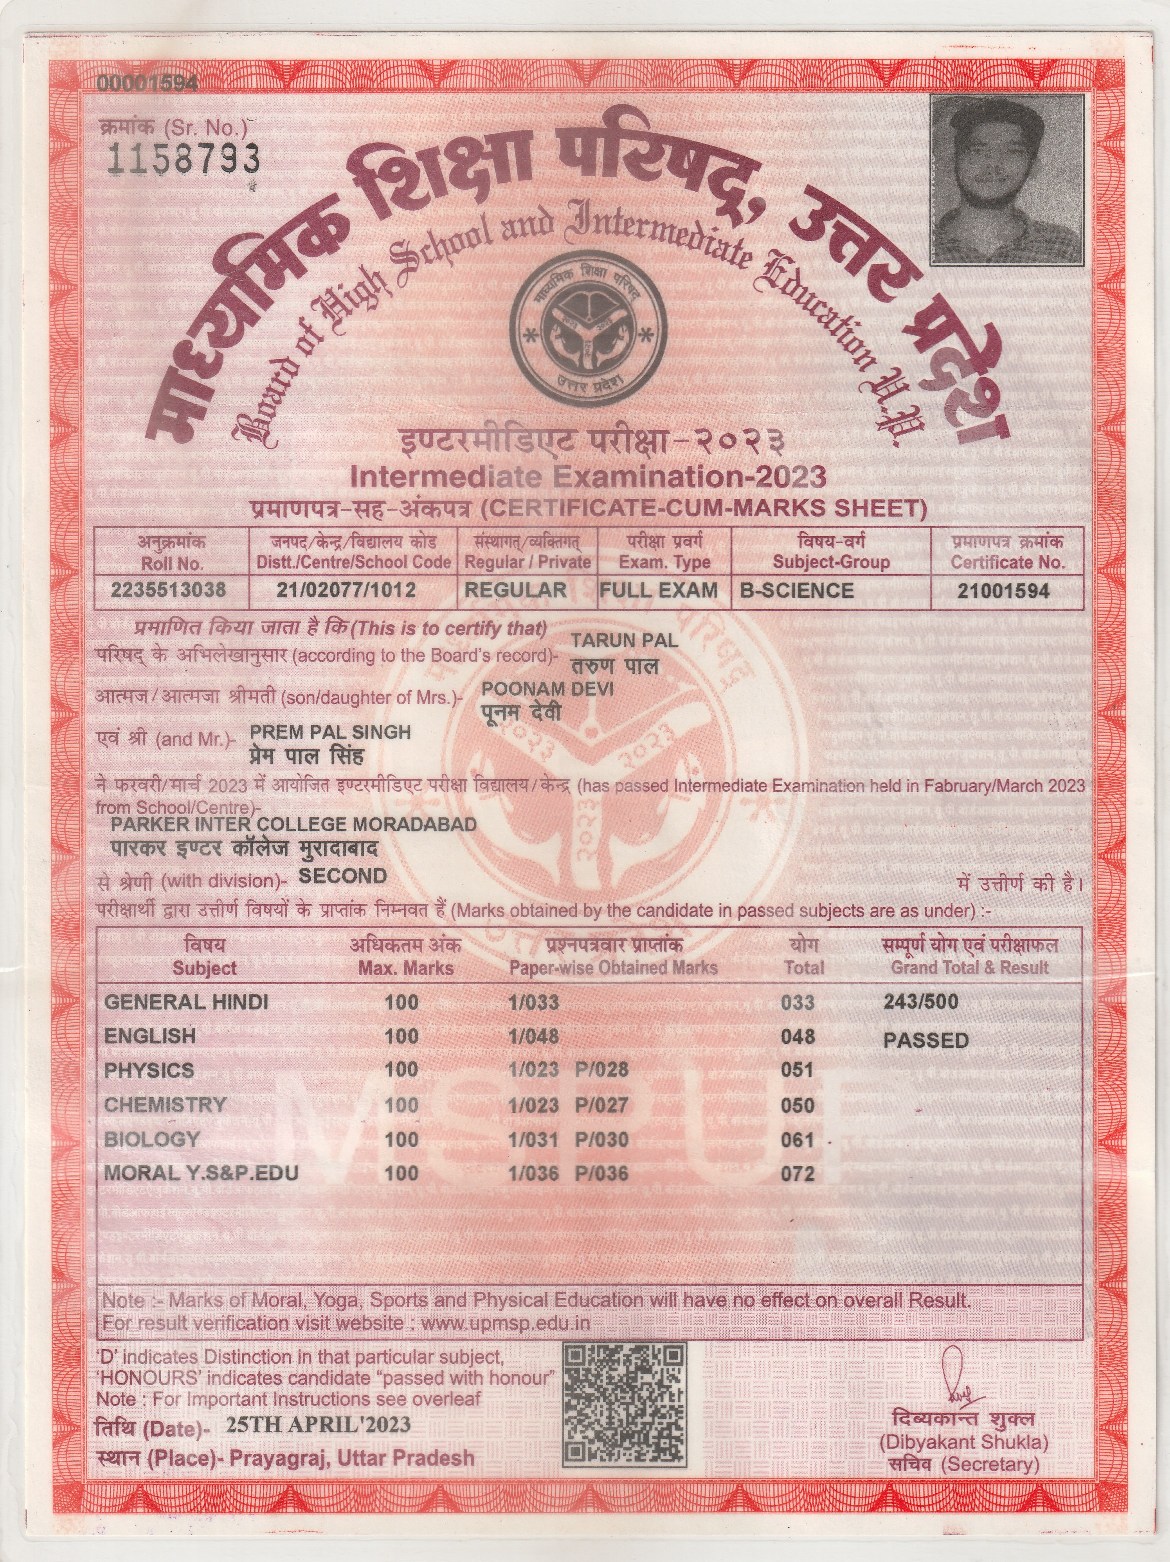 00001594
क्रमांक (Sr. No.)
1158793
माध्यमिक शिक्षा परिषद्, उत्तर प्रदेश
Board of High School and Intermediate Education U.P.
माध्यमिक शिक्षा परिषद
उत्तर प्रदेश
इण्टरमीडिएट परीक्षा-२०२३
Intermediate Examination-2023
प्रमाणपत्र-सह-अंकपत्र (CERTIFICATE-CUM-MARKS SHEET)
अनुक्रमांक जनपद/केन्द्र/विद्यालय कोड संस्थागत/व्यक्तिगत परीक्षा प्रवर्ग विषय-वर्ग प्रमाणपत्र क्रमांक
Roll No. Distt./Centre/School Code Regular / Private Exam. Type Subject-Group Certificate No.
2235513038 21/02077/1012 REGULAR FULL EXAM B-SCIENCE 21001594
प्रमाणित किया जाता है कि (This is to certify that)
परिषद् के अभिलेखानुसार (according to the Board's record)- TARUN PAL
तरुण पाल
आत्मज/आत्मजा श्रीमती (son/daughter of Mrs.)- POONAM DEVI
पूनम देवी
एवं श्री (and Mr.)- PREM PAL SINGH
प्रेम पाल सिंह
ने फरवरी/मार्च 2023 में आयोजित इण्टरमीडिएट परीक्षा विद्यालय/केन्द्र (has passed Intermediate Examination held in Fabruary/March 2023
from School/Centre)-
PARKER INTER COLLEGE MORADABAD
पारकर इण्टर कॉलेज मुरादाबाद
से श्रेणी (with division)- SECOND में उत्तीर्ण की है।
परीक्षार्थी द्वारा उत्तीर्ण विषयों के प्राप्तांक निम्नवत हैं (Marks obtained by the candidate in passed subjects are as under) :-
विषय अधिकतम अंक प्रश्नपत्रवार प्राप्तांक योग सम्पूर्ण योग एवं परीक्षाफल
Subject Max. Marks Paper-wise Obtained Marks Total Grand Total & Result
GENERAL HINDI 100 1/033 033 243/500
ENGLISH 100 1/048 048 PASSED
PHYSICS 100 1/023 P/028 051
CHEMISTRY 100 1/023 P/027 050
BIOLOGY 100 1/031 P/030 061
MORAL Y.S&P.EDU 100 1/036 P/036 072
Note :- Marks of Moral, Yoga, Sports and Physical Education will have no effect on overall Result.
For result verification visit website : www.upmsp.edu.in
'D' indicates Distinction in that particular subject,
'HONOURS' indicates candidate "passed with honour"
Note : For Important Instructions see overleaf
तिथि (Date)- 25TH APRIL'2023
स्थान (Place)- Prayagraj, Uttar Pradesh
दिब्यकान्त शुक्ल
(Dibyakant Shukla)
सचिव (Secretary)